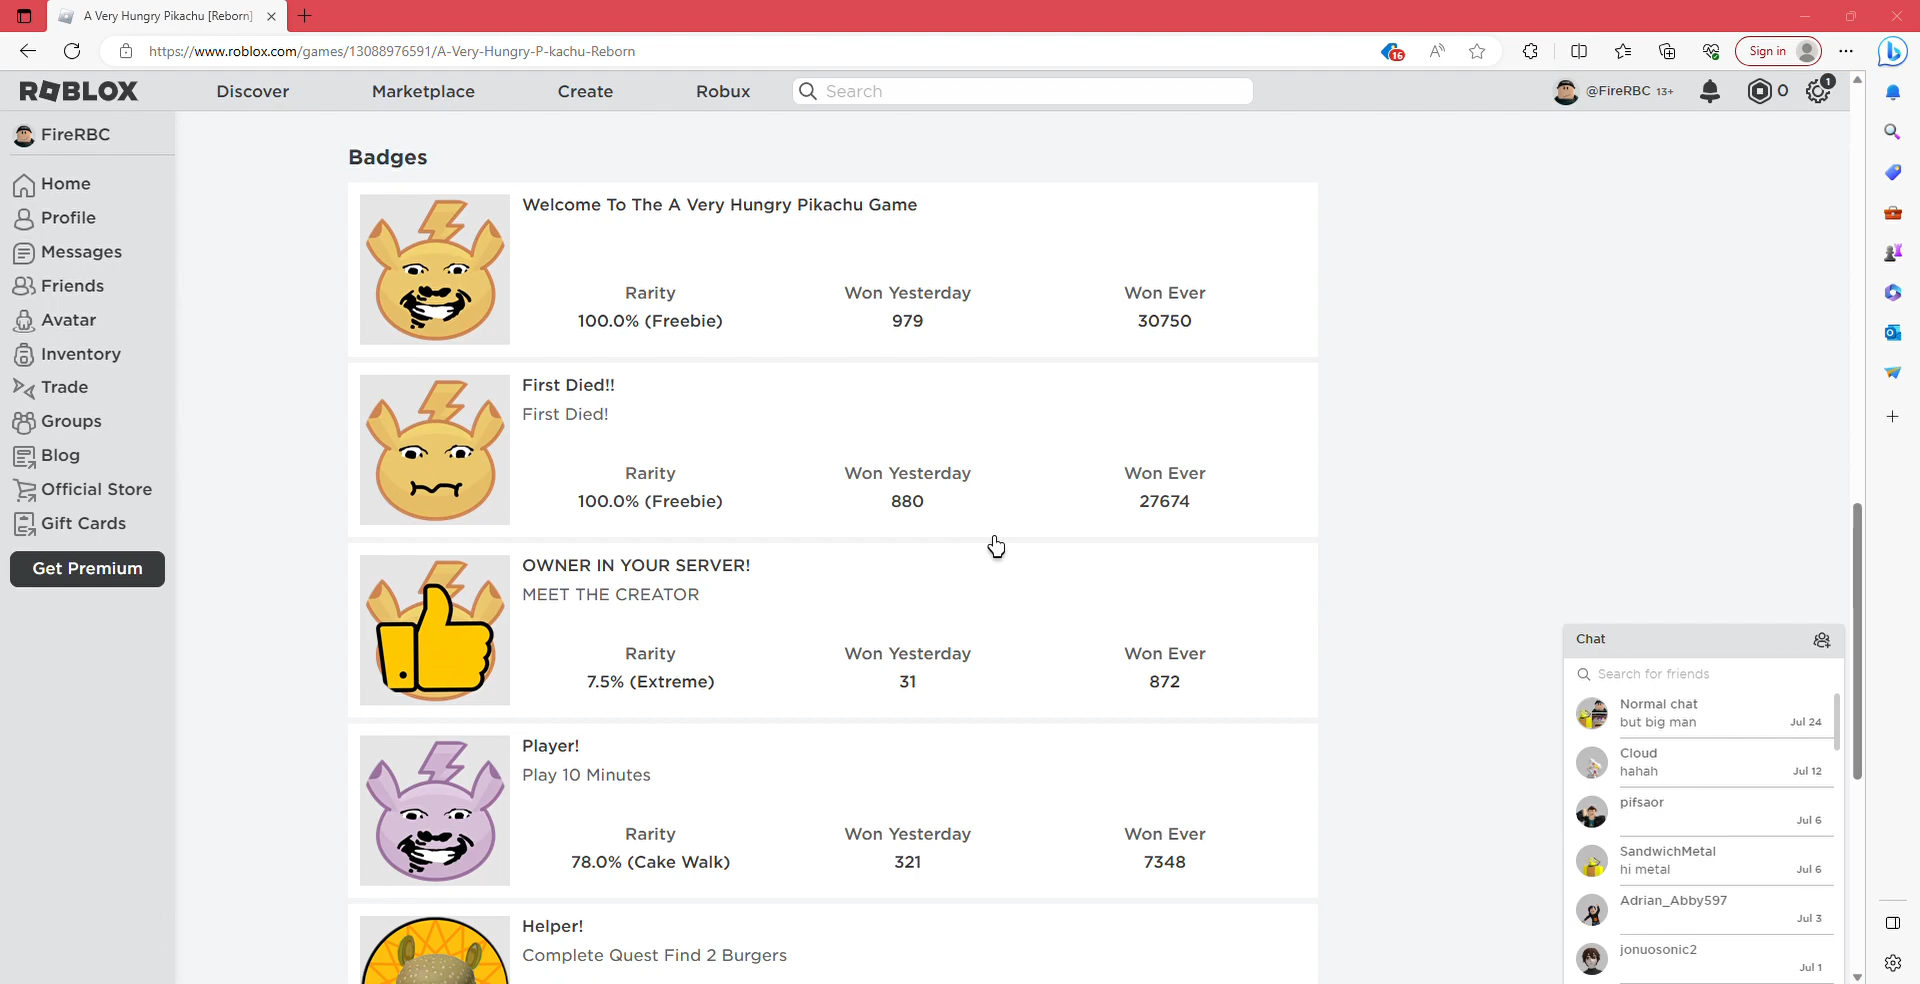 A Very Hungry Pikachu [Reborn]
https://www.roblox.com/games/13088976591/A-Very-Hungry-P-kachu-Reborn
16
Sign in
ROBLOX
Discover
Marketplace
Create
Robux
Search
@FireRBC 13+
0
1
FireRBC
Home
Profile
Messages
Friends
Avatar
Inventory
Trade
Groups
Blog
Official Store
Gift Cards
Get Premium
Badges
Welcome To The A Very Hungry Pikachu Game
Rarity Won Yesterday Won Ever
100.0% (Freebie) 979 30750
First Died!!
First Died!
Rarity Won Yesterday Won Ever
100.0% (Freebie) 880 27674
OWNER IN YOUR SERVER!
MEET THE CREATOR
Rarity Won Yesterday Won Ever
7.5% (Extreme) 31 872
Player!
Play 10 Minutes
Rarity Won Yesterday Won Ever
78.0% (Cake Walk) 321 7348
Helper!
Complete Quest Find 2 Burgers
Chat
Search for friends
Normal chat
but big man Jul 24
Cloud
hahah Jul 12
pifsaor
Jul 6
SandwichMetal
hi metal Jul 6
Adrian_Abby597
Jul 3
jonuosonic2
Jul 1